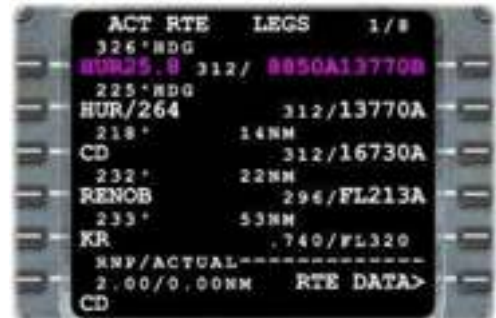 ACT RTE LEGS 1/8
326°HDG
HUR25.8 312/ 8850A13770B
225°HDG
HUR/264 312/13770A
218° 14NM
CD 312/16730A
232° 22NM
RENOB 296/FL213A
233° 53NM
KR .740/FL320
RNP/ACTUAL--------------
2.00/0.00NM RTE DATA>
CD